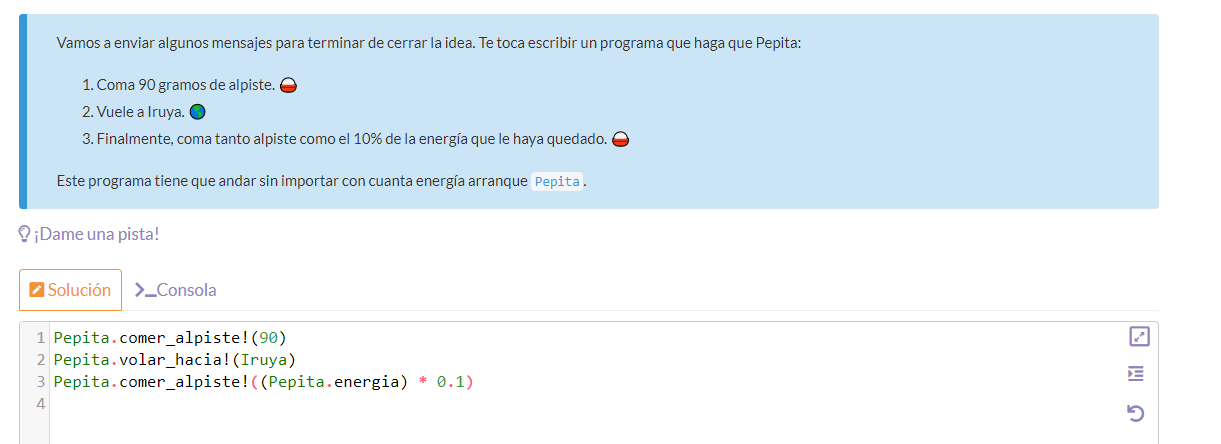 Vamos a enviar algunos mensajes para terminar de cerrar la idea. Te toca escribir un programa que haga que Pepita:
1. Coma 90 gramos de alpiste.
2. Vuele a Iruya.
3. Finalmente, coma tanto alpiste como el 10% de la energía que le haya quedado.
Este programa tiene que andar sin importar con cuanta energía arranque Pepita.
¡Dame una pista!
Solución
Consola
1 Pepita.comer_alpiste!(90)
2 Pepita.volar_hacia!(Iruya)
3 Pepita.comer_alpiste!((Pepita.energia) * 0.1)
4